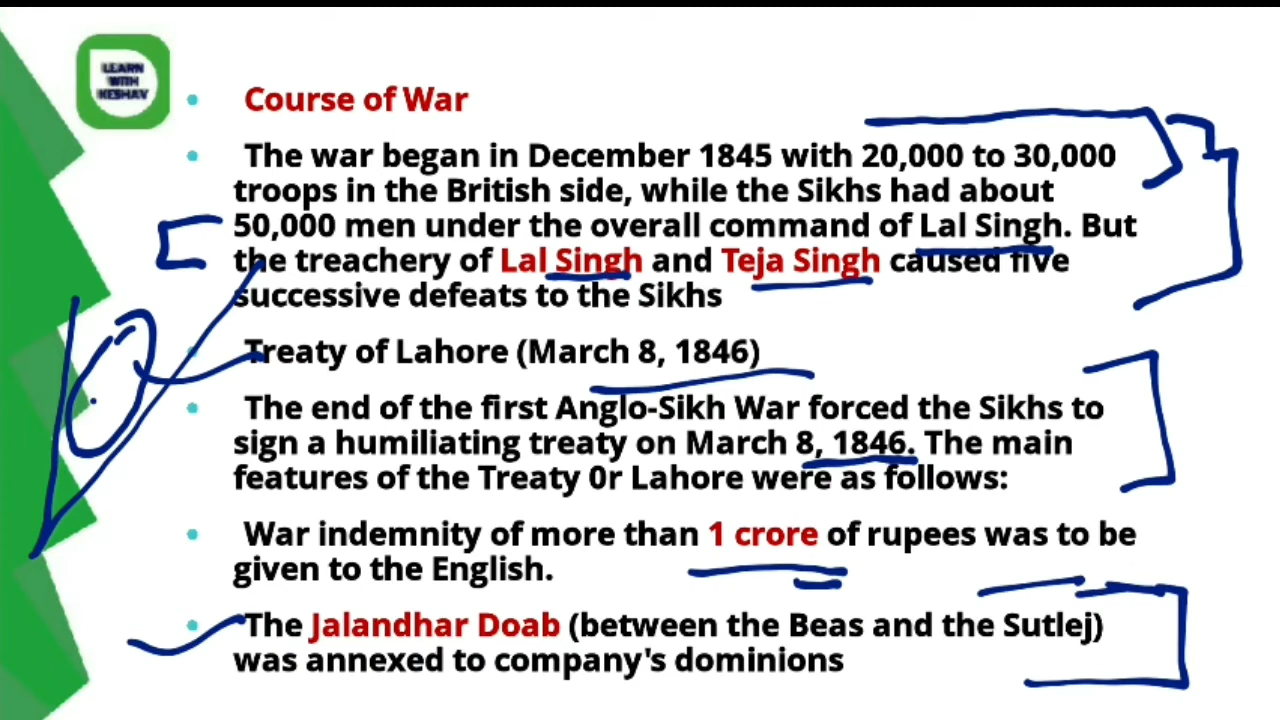 LEARN
WITH
KESHAV
Course of War
The war began in December 1845 with 20,000 to 30,000
troops in the British side, while the Sikhs had about
50,000 men under the overall command of Lal Singh. But
the treachery of Lal Singh and Teja Singh caused five
successive defeats to the Sikhs
Treaty of Lahore (March 8, 1846)
The end of the first Anglo-Sikh War forced the Sikhs to
sign a humiliating treaty on March 8, 1846. The main
features of the Treaty 0r Lahore were as follows:
War indemnity of more than 1 crore of rupees was to be
given to the English.
The Jalandhar Doab (between the Beas and the Sutlej)
was annexed to company's dominions